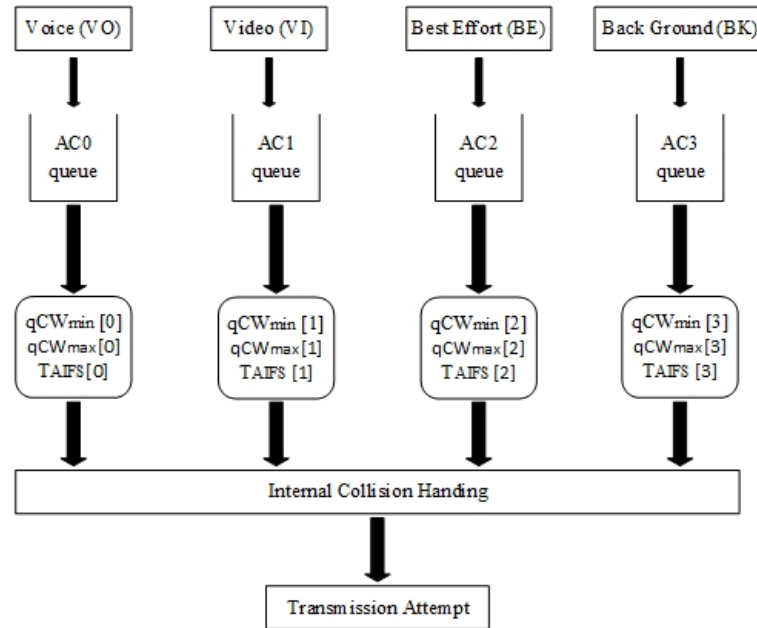 Voice (VO)
Video (VI)
Best Effort (BE)
Back Ground (BK)
AC0
queue
AC1
queue
AC2
queue
AC3
queue
qCWmin [0]
qCWmax[0]
TAIFS[0]
qCWmin [1]
qCWmax[1]
TAIFS [1]
qCWmin [2]
qCWmax[2]
TAIFS [2]
qCWmin [3]
qCWmax[3]
TAIFS [3]
Internal Collision Handing
Transmission Attempt